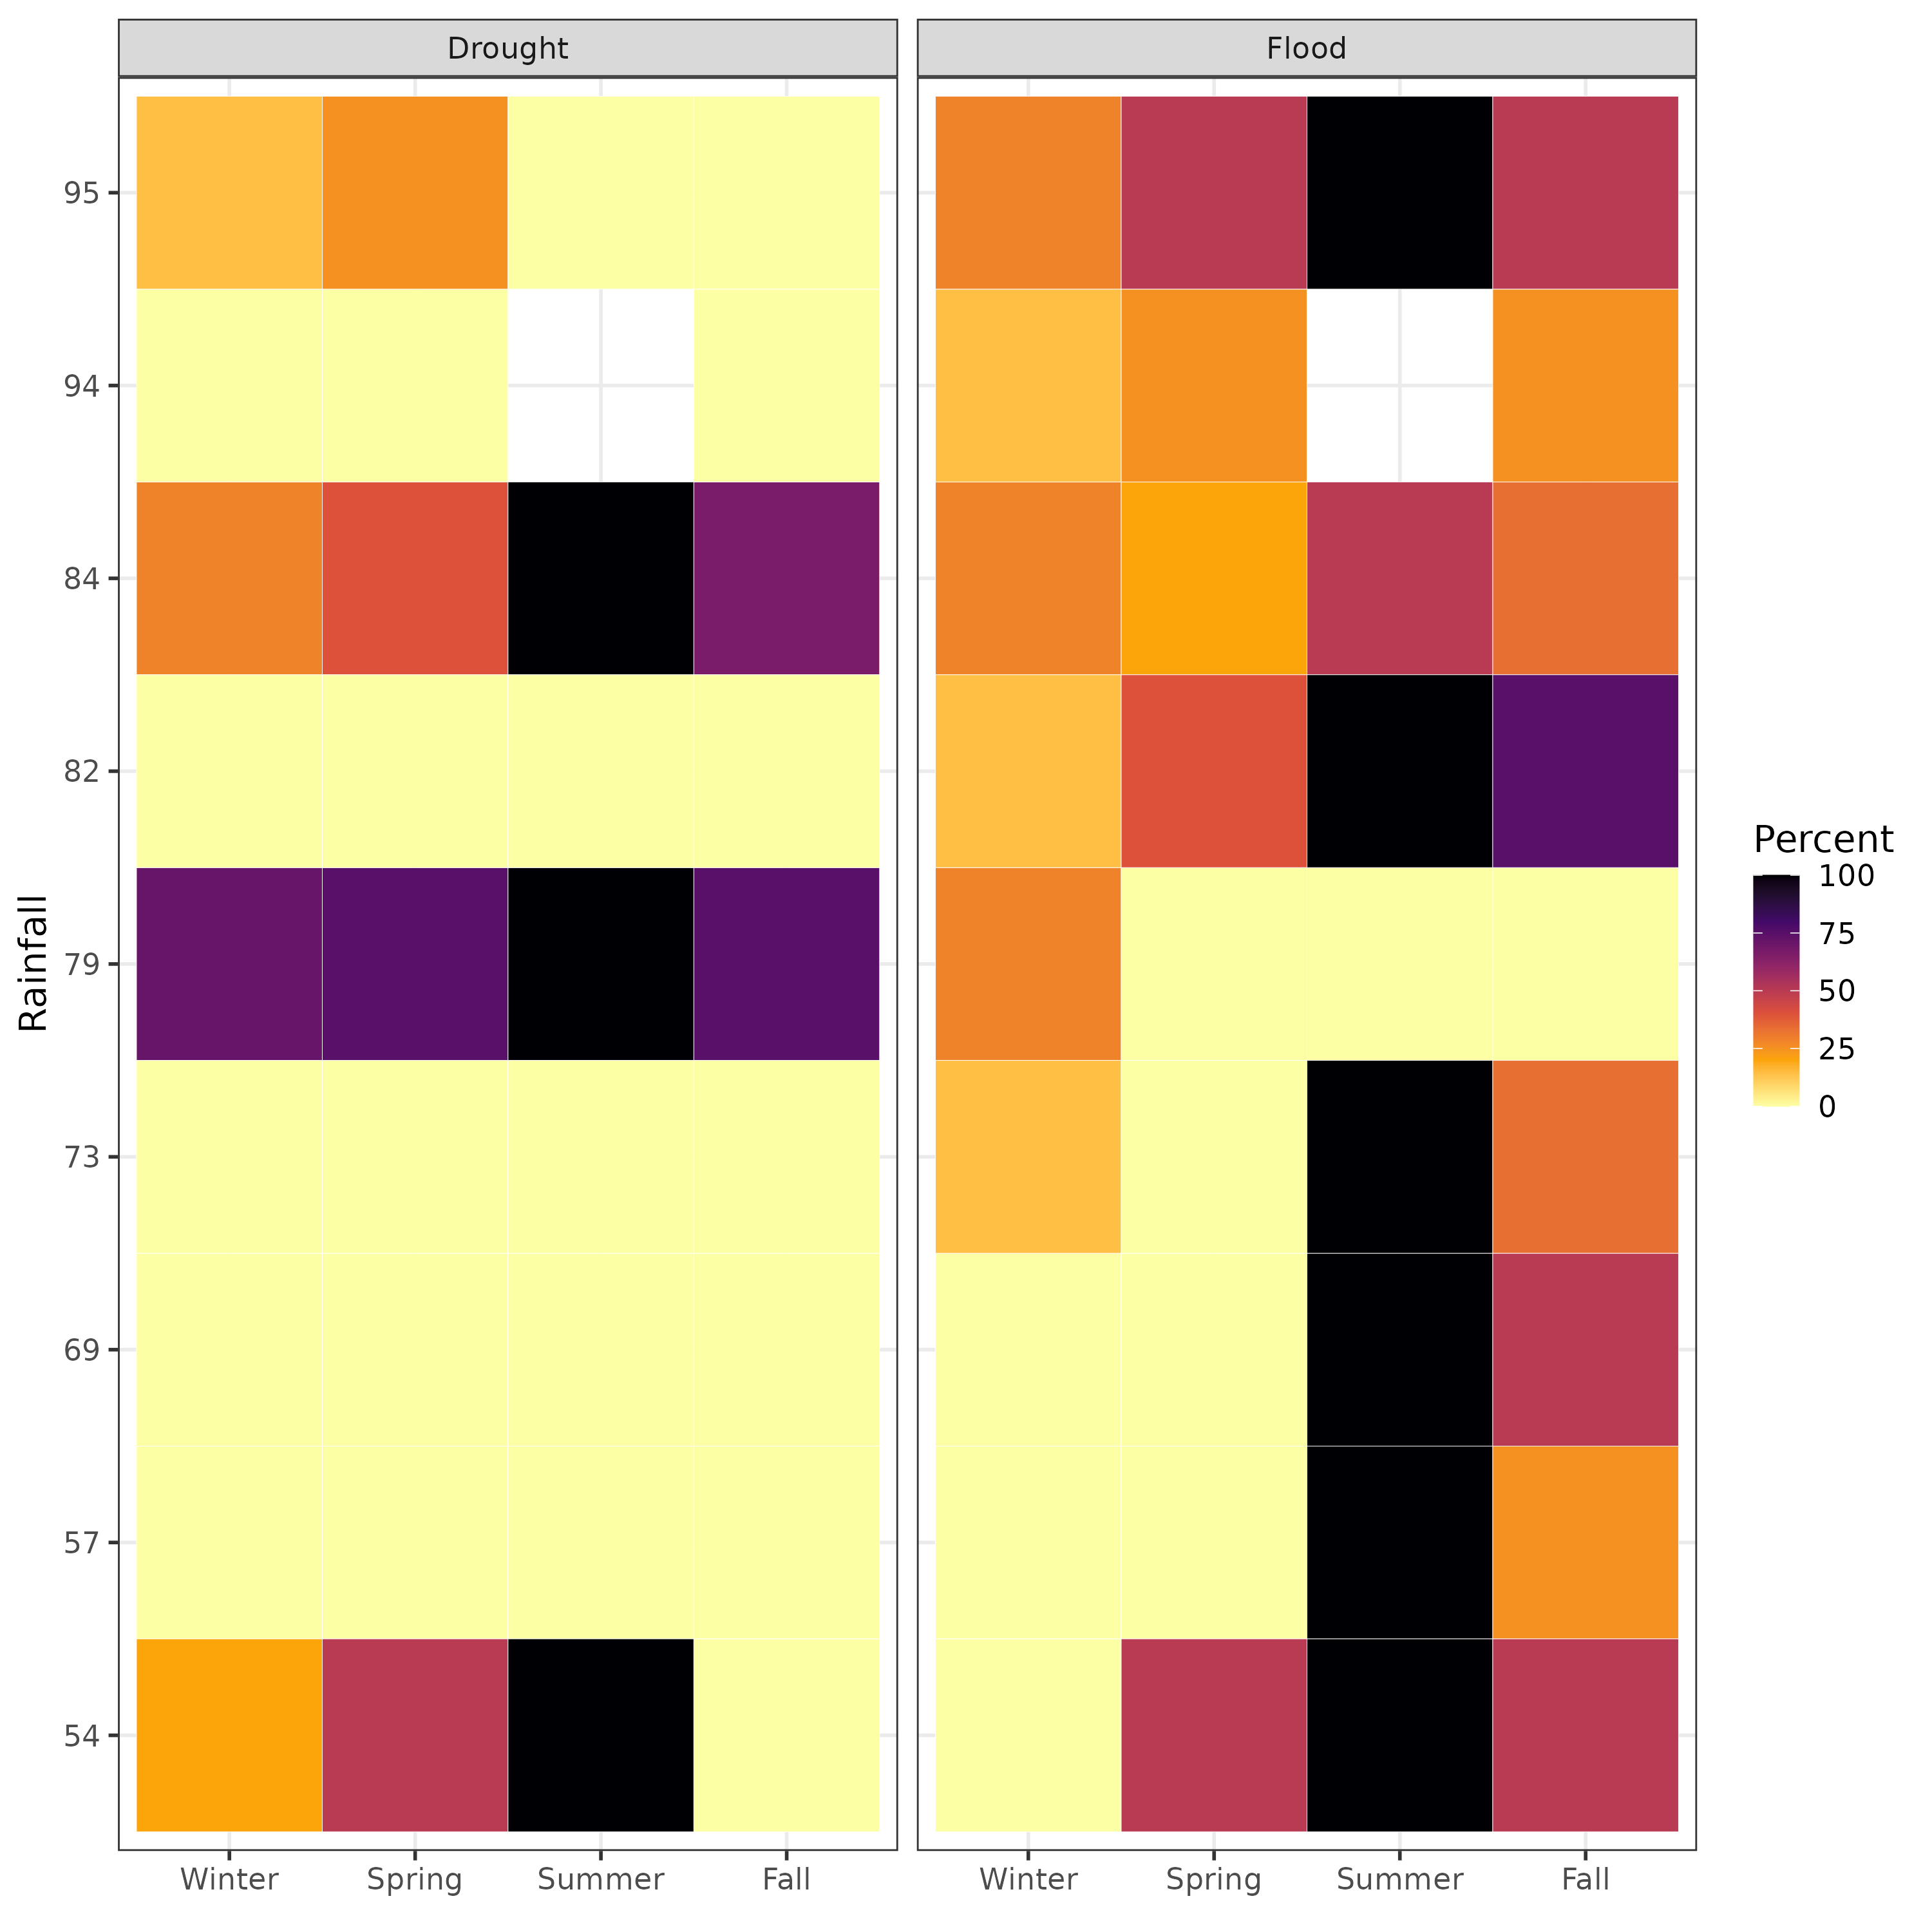 Drought
Flood
95
94
84
82
79
73
69
57
54
Rainfall
Winter Spring Summer Fall
Winter Spring Summer Fall
Percent
100
75
50
25
0